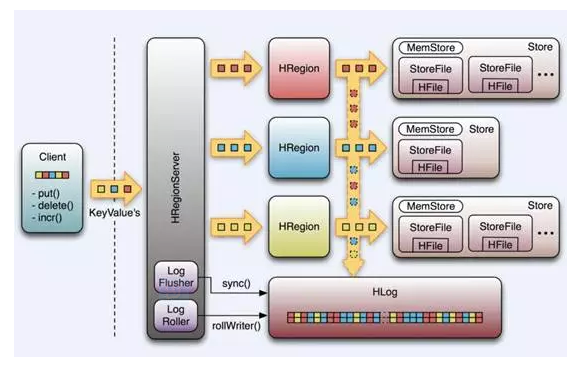 Client
- put()
- delete()
- incr()
KeyValue's
HRegionServer
Log
Flusher
Log
Roller
sync()
rollWriter()
HRegion
MemStore
Store
StoreFile
HFile
StoreFile
HFile
...
HRegion
MemStore
Store
StoreFile
HFile
HRegion
MemStore
Store
StoreFile
HFile
StoreFile
HFile
...
HLog